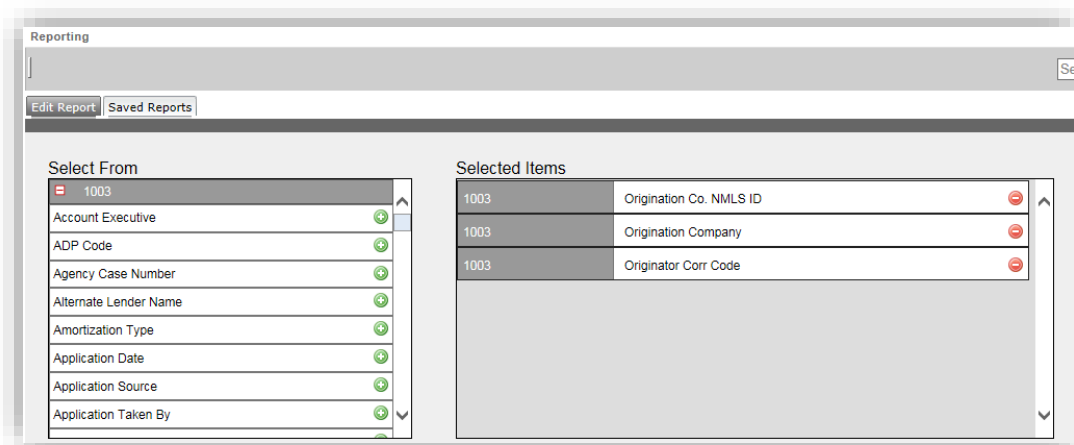 Reporting
Se
Edit Report Saved Reports
Select From
1003
Account Executive
ADP Code
Agency Case Number
Alternate Lender Name
Amortization Type
Application Date
Application Source
Application Taken By
Selected Items
1003 Origination Co. NMLS ID
1003 Origination Company
1003 Originator Corr Code